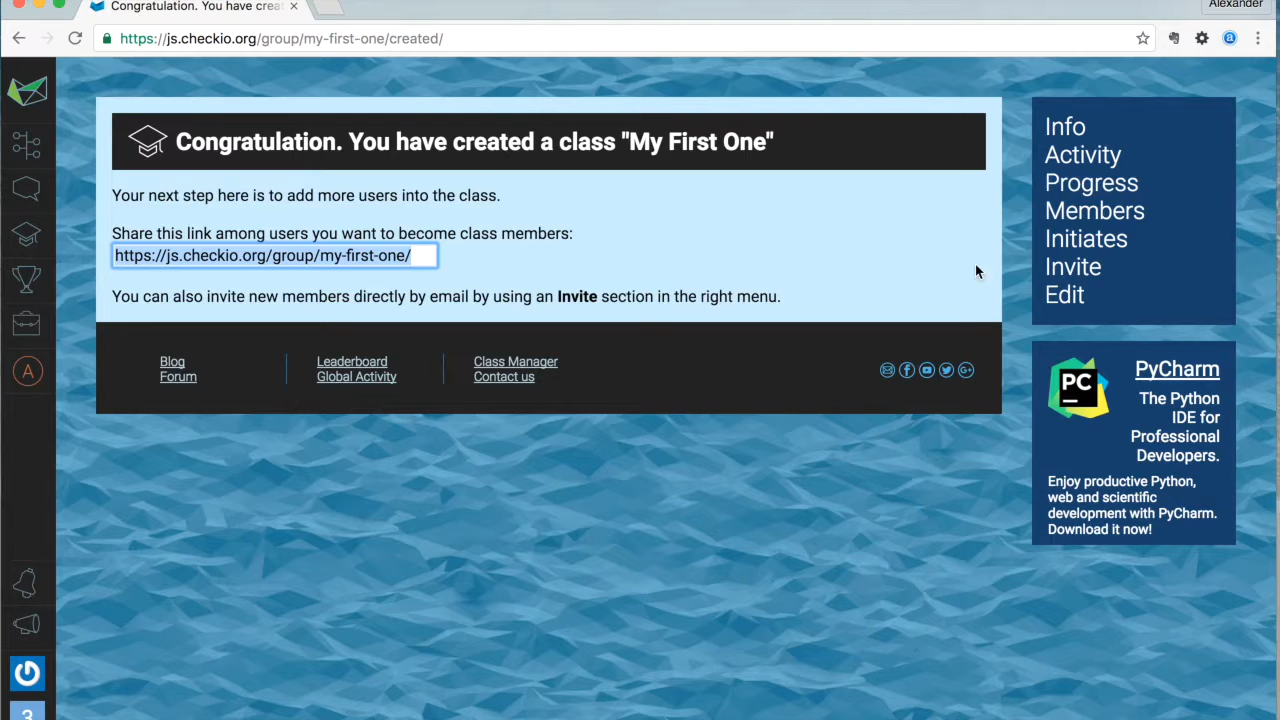 Congratulation. You have creat
Alexander
https://js.checkio.org/group/my-first-one/created/
Congratulation. You have created a class "My First One"
Your next step here is to add more users into the class.
Share this link among users you want to become class members:
https://js.checkio.org/group/my-first-one/
You can also invite new members directly by email by using an Invite section in the right menu.
Blog
Forum
Leaderboard
Global Activity
Class Manager
Contact us
G+
Info
Activity
Progress
Members
Initiates
Invite
Edit
PC
PyCharm
The Python
IDE for
Professional
Developers.
Enjoy productive Python,
web and scientific
development with PyCharm.
Download it now!
A
a
3